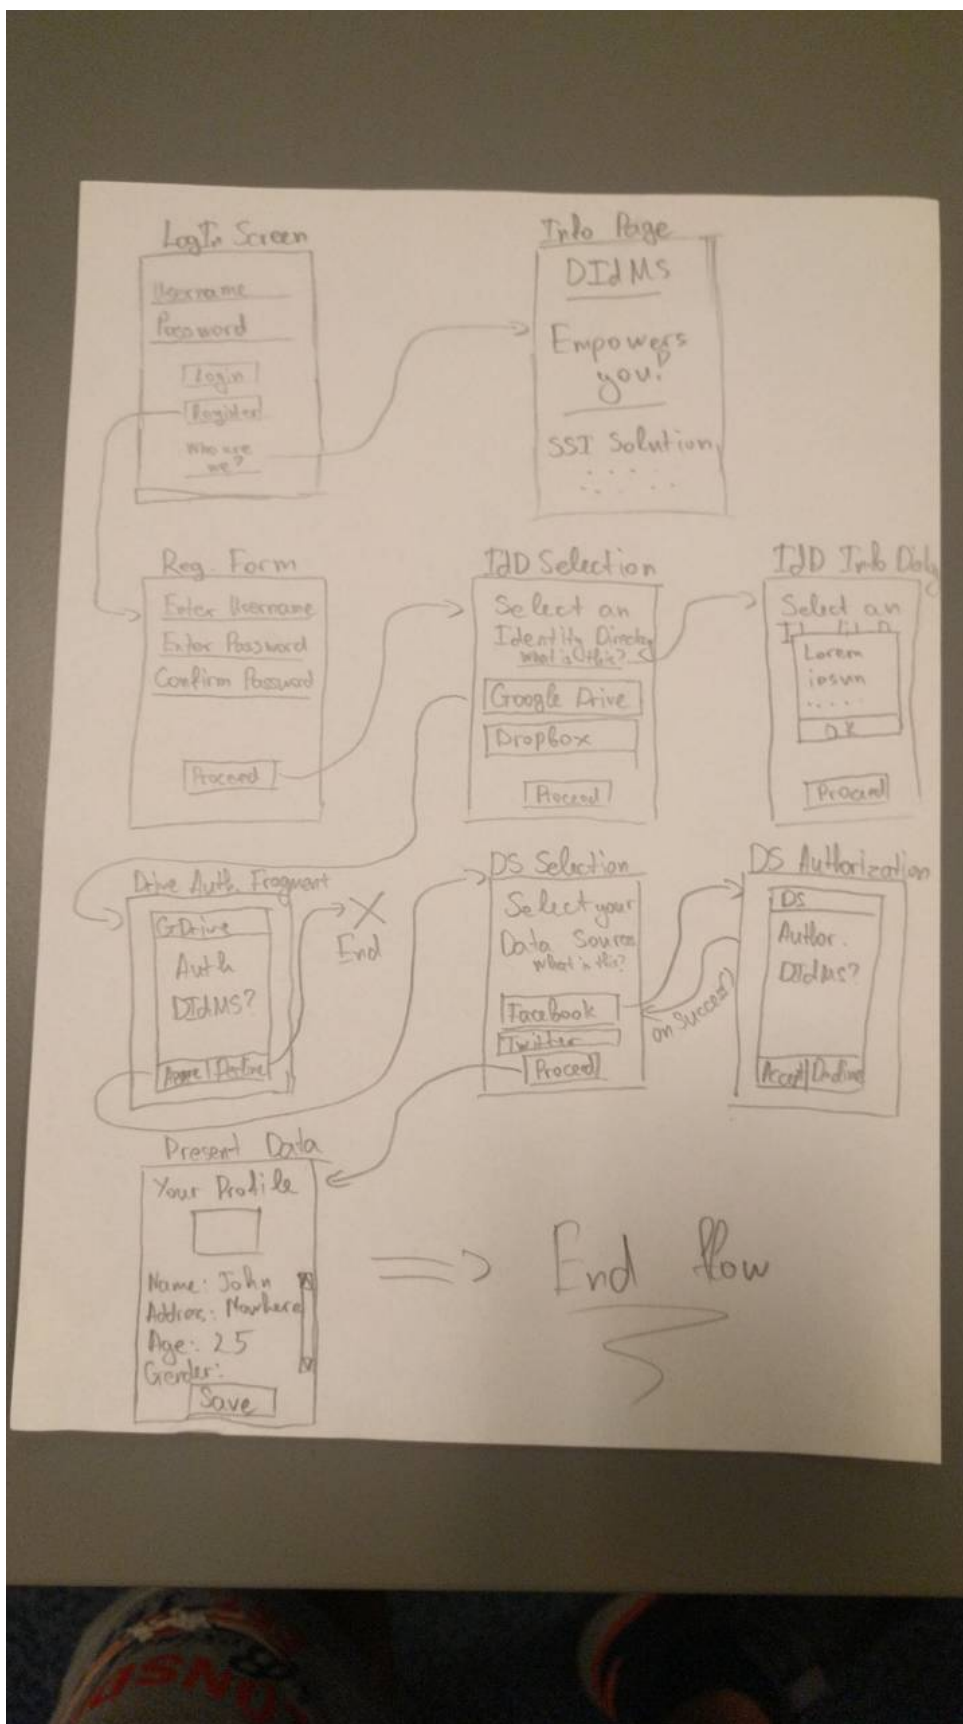 LogIn Screen
Username
Password
Login
Register
Who are
we?
Info Page
DIdMS
Empowers
you!
SSI Solution,
. . . . .
. . . . .
Reg. Form
Enter Username
Enter Password
Confirm Password
Proceed
IdD Selection
Select an
Identity Directory
What is this?
Google Drive
Dropbox
Proceed
IdD Info Dialog
Select an
Lorem
ipsum
. . . . .
OK
Proceed
Drive Auth. Fragment
GDrive
Auth
DIdMS?
Decline
End
DS Selection
Select your
Data Source
What is this?
Facebook
Twitter
Proceed
on success
DS Authorization
DS
Author.
DIdMS?
Accept Decline
Present Data
Your Profile
Name: John
Addres: Nowhere
Age: 25
Gender:
Save
End flow